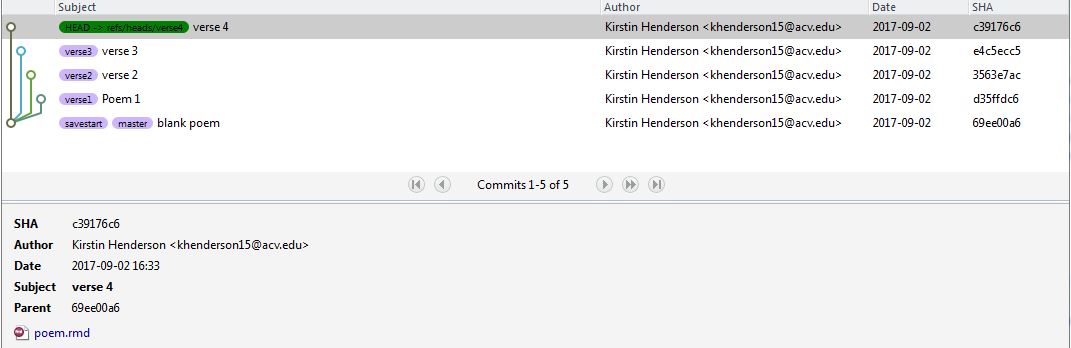 Subject Author Date SHA
HEAD -> refs/heads/verse4 verse 4 Kirstin Henderson <khenderson15@acv.edu> 2017-09-02 c39176c6
verse3 verse 3 Kirstin Henderson <khenderson15@acv.edu> 2017-09-02 e4c5ecc5
verse2 verse 2 Kirstin Henderson <khenderson15@acv.edu> 2017-09-02 3563e7ac
verse1 Poem 1 Kirstin Henderson <khenderson15@acv.edu> 2017-09-02 d35ffdc6
savestart master blank poem Kirstin Henderson <khenderson15@acv.edu> 2017-09-02 69ee00a6
Commits 1-5 of 5
SHA c39176c6
Author Kirstin Henderson <khenderson15@acv.edu>
Date 2017-09-02 16:33
Subject verse 4
Parent 69ee00a6
poem.rmd